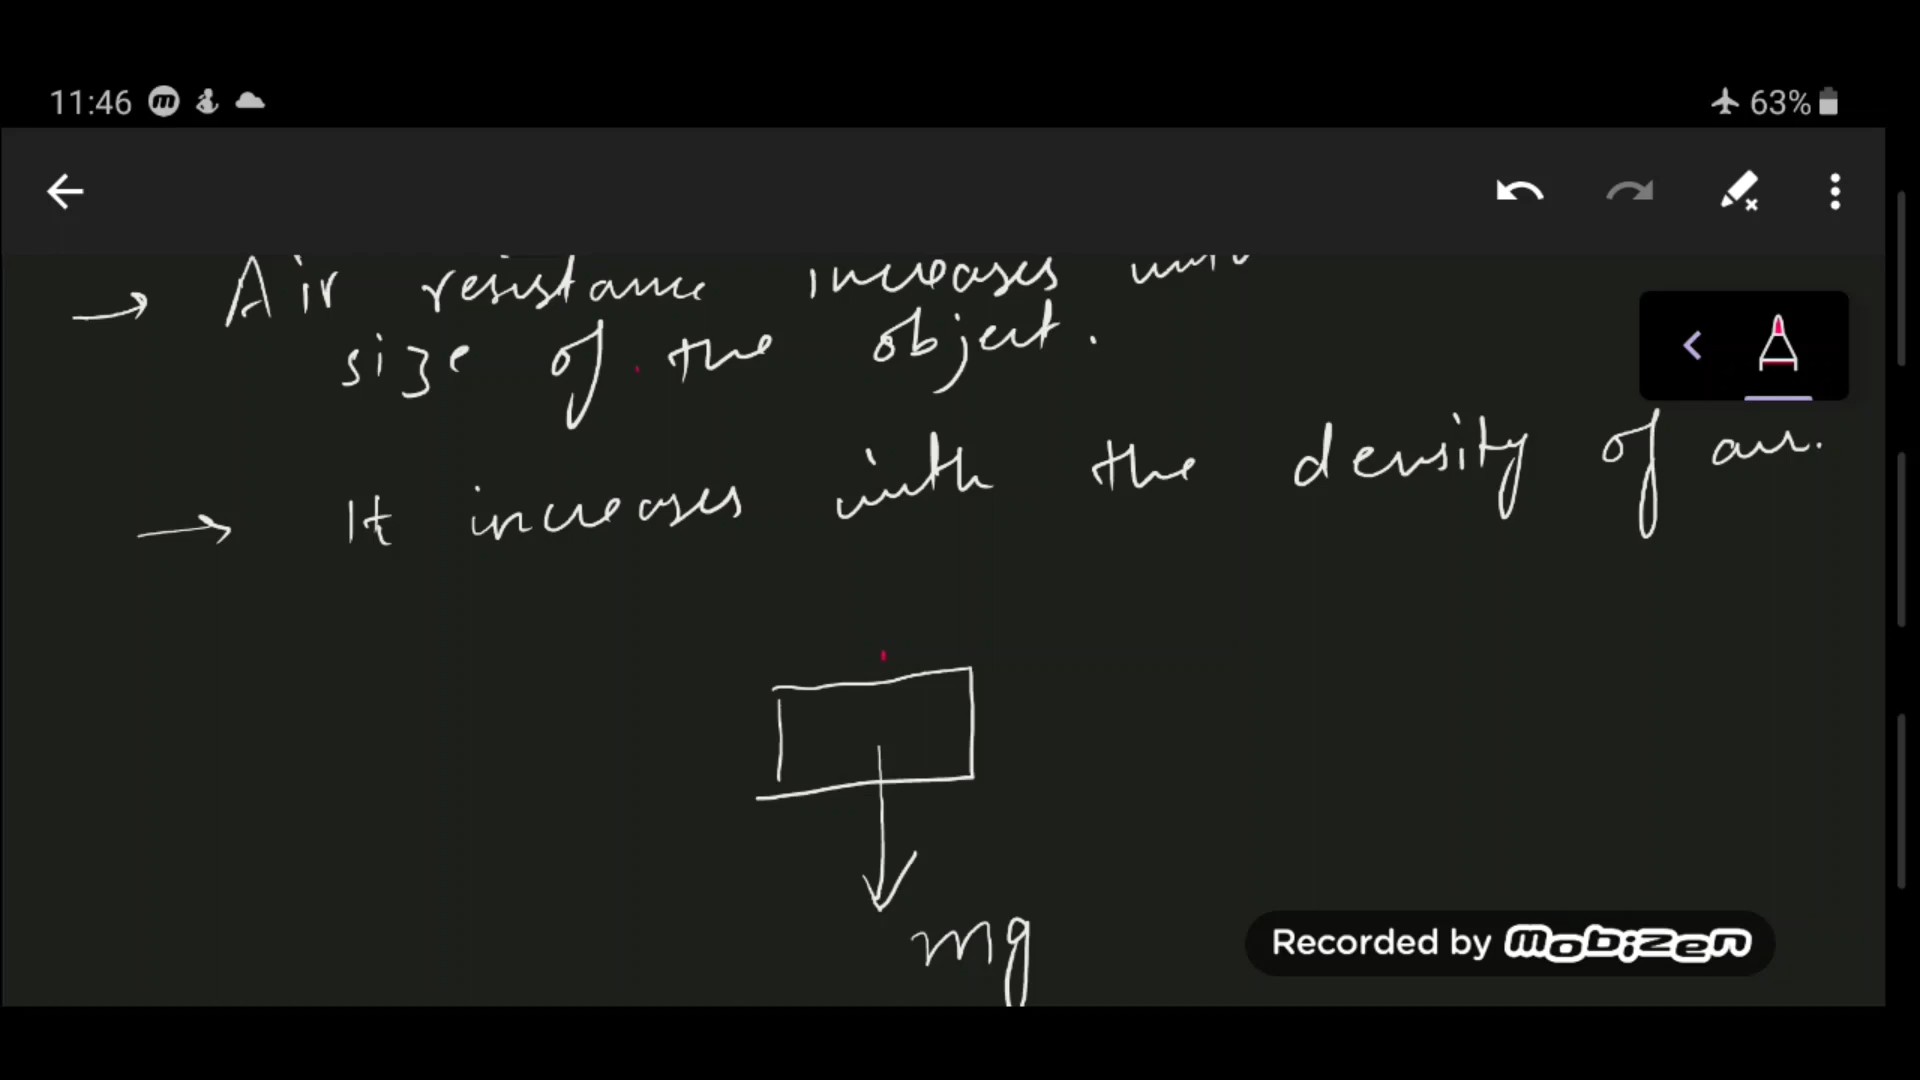 11:46
63%
→ Air resistance increases with
size of the object.
→ It increases with the density of air.
mg
Recorded by mobizen